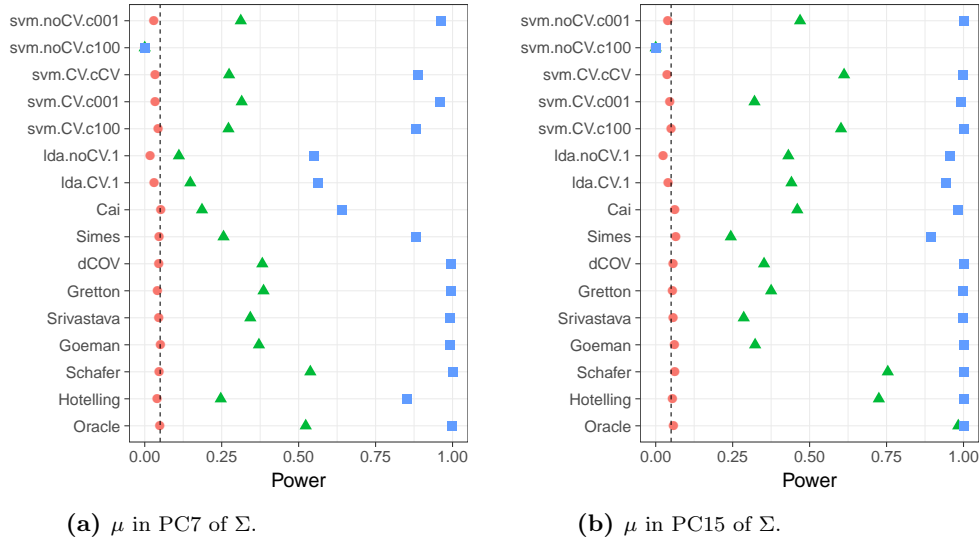 svm.noCV.c001
svm.noCV.c100
svm.CV.cCV
svm.CV.c001
svm.CV.c100
lda.noCV.1
lda.CV.1
Cai
Simes
dCOV
Gretton
Srivastava
Goeman
Schafer
Hotelling
Oracle
0.00 0.25 0.50 0.75 1.00
Power
(a) μ in PC7 of Σ.
svm.noCV.c001
svm.noCV.c100
svm.CV.cCV
svm.CV.c001
svm.CV.c100
lda.noCV.1
lda.CV.1
Cai
Simes
dCOV
Gretton
Srivastava
Goeman
Schafer
Hotelling
Oracle
0.00 0.25 0.50 0.75 1.00
Power
(b) μ in PC15 of Σ.